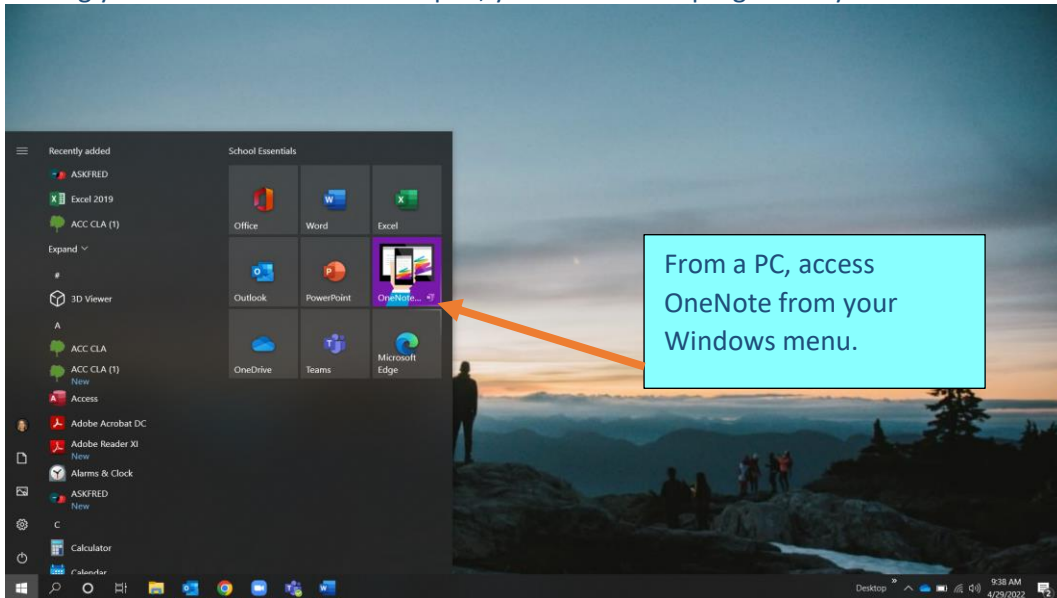 Recently added
School Essentials
ASKFRED
Excel 2019
ACC CLA (1)
Office
Word
Excel
Expand
#
3D Viewer
Outlook
PowerPoint
OneNote...
A
ACC CLA
ACC CLA (1)
New
OneDrive
Teams
Microsoft
Edge
Access
Adobe Acrobat DC
Adobe Reader XI
New
Alarms & Clock
ASKFRED
New
C
Calculator
Calendar
From a PC, access
OneNote from your
Windows menu.
Desktop
9:38 AM
4/29/2022